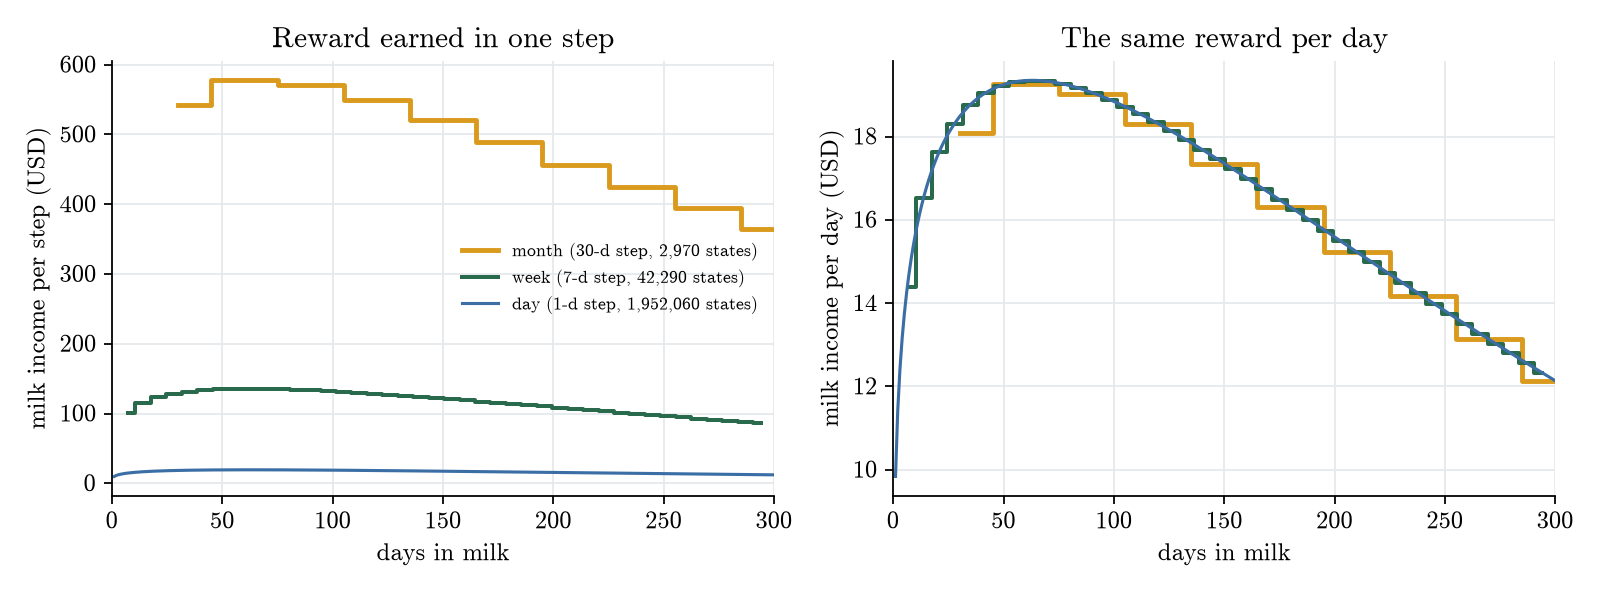 Reward earned in one step
milk income per step (USD)
600
500
400
300
200
100
0
month (30-d step, 2,970 states)
week (7-d step, 42,290 states)
day (1-d step, 1,952,060 states)
0 50 100 150 200 250 300
days in milk
The same reward per day
milk income per day (USD)
18
16
14
12
10
0 50 100 150 200 250 300
days in milk